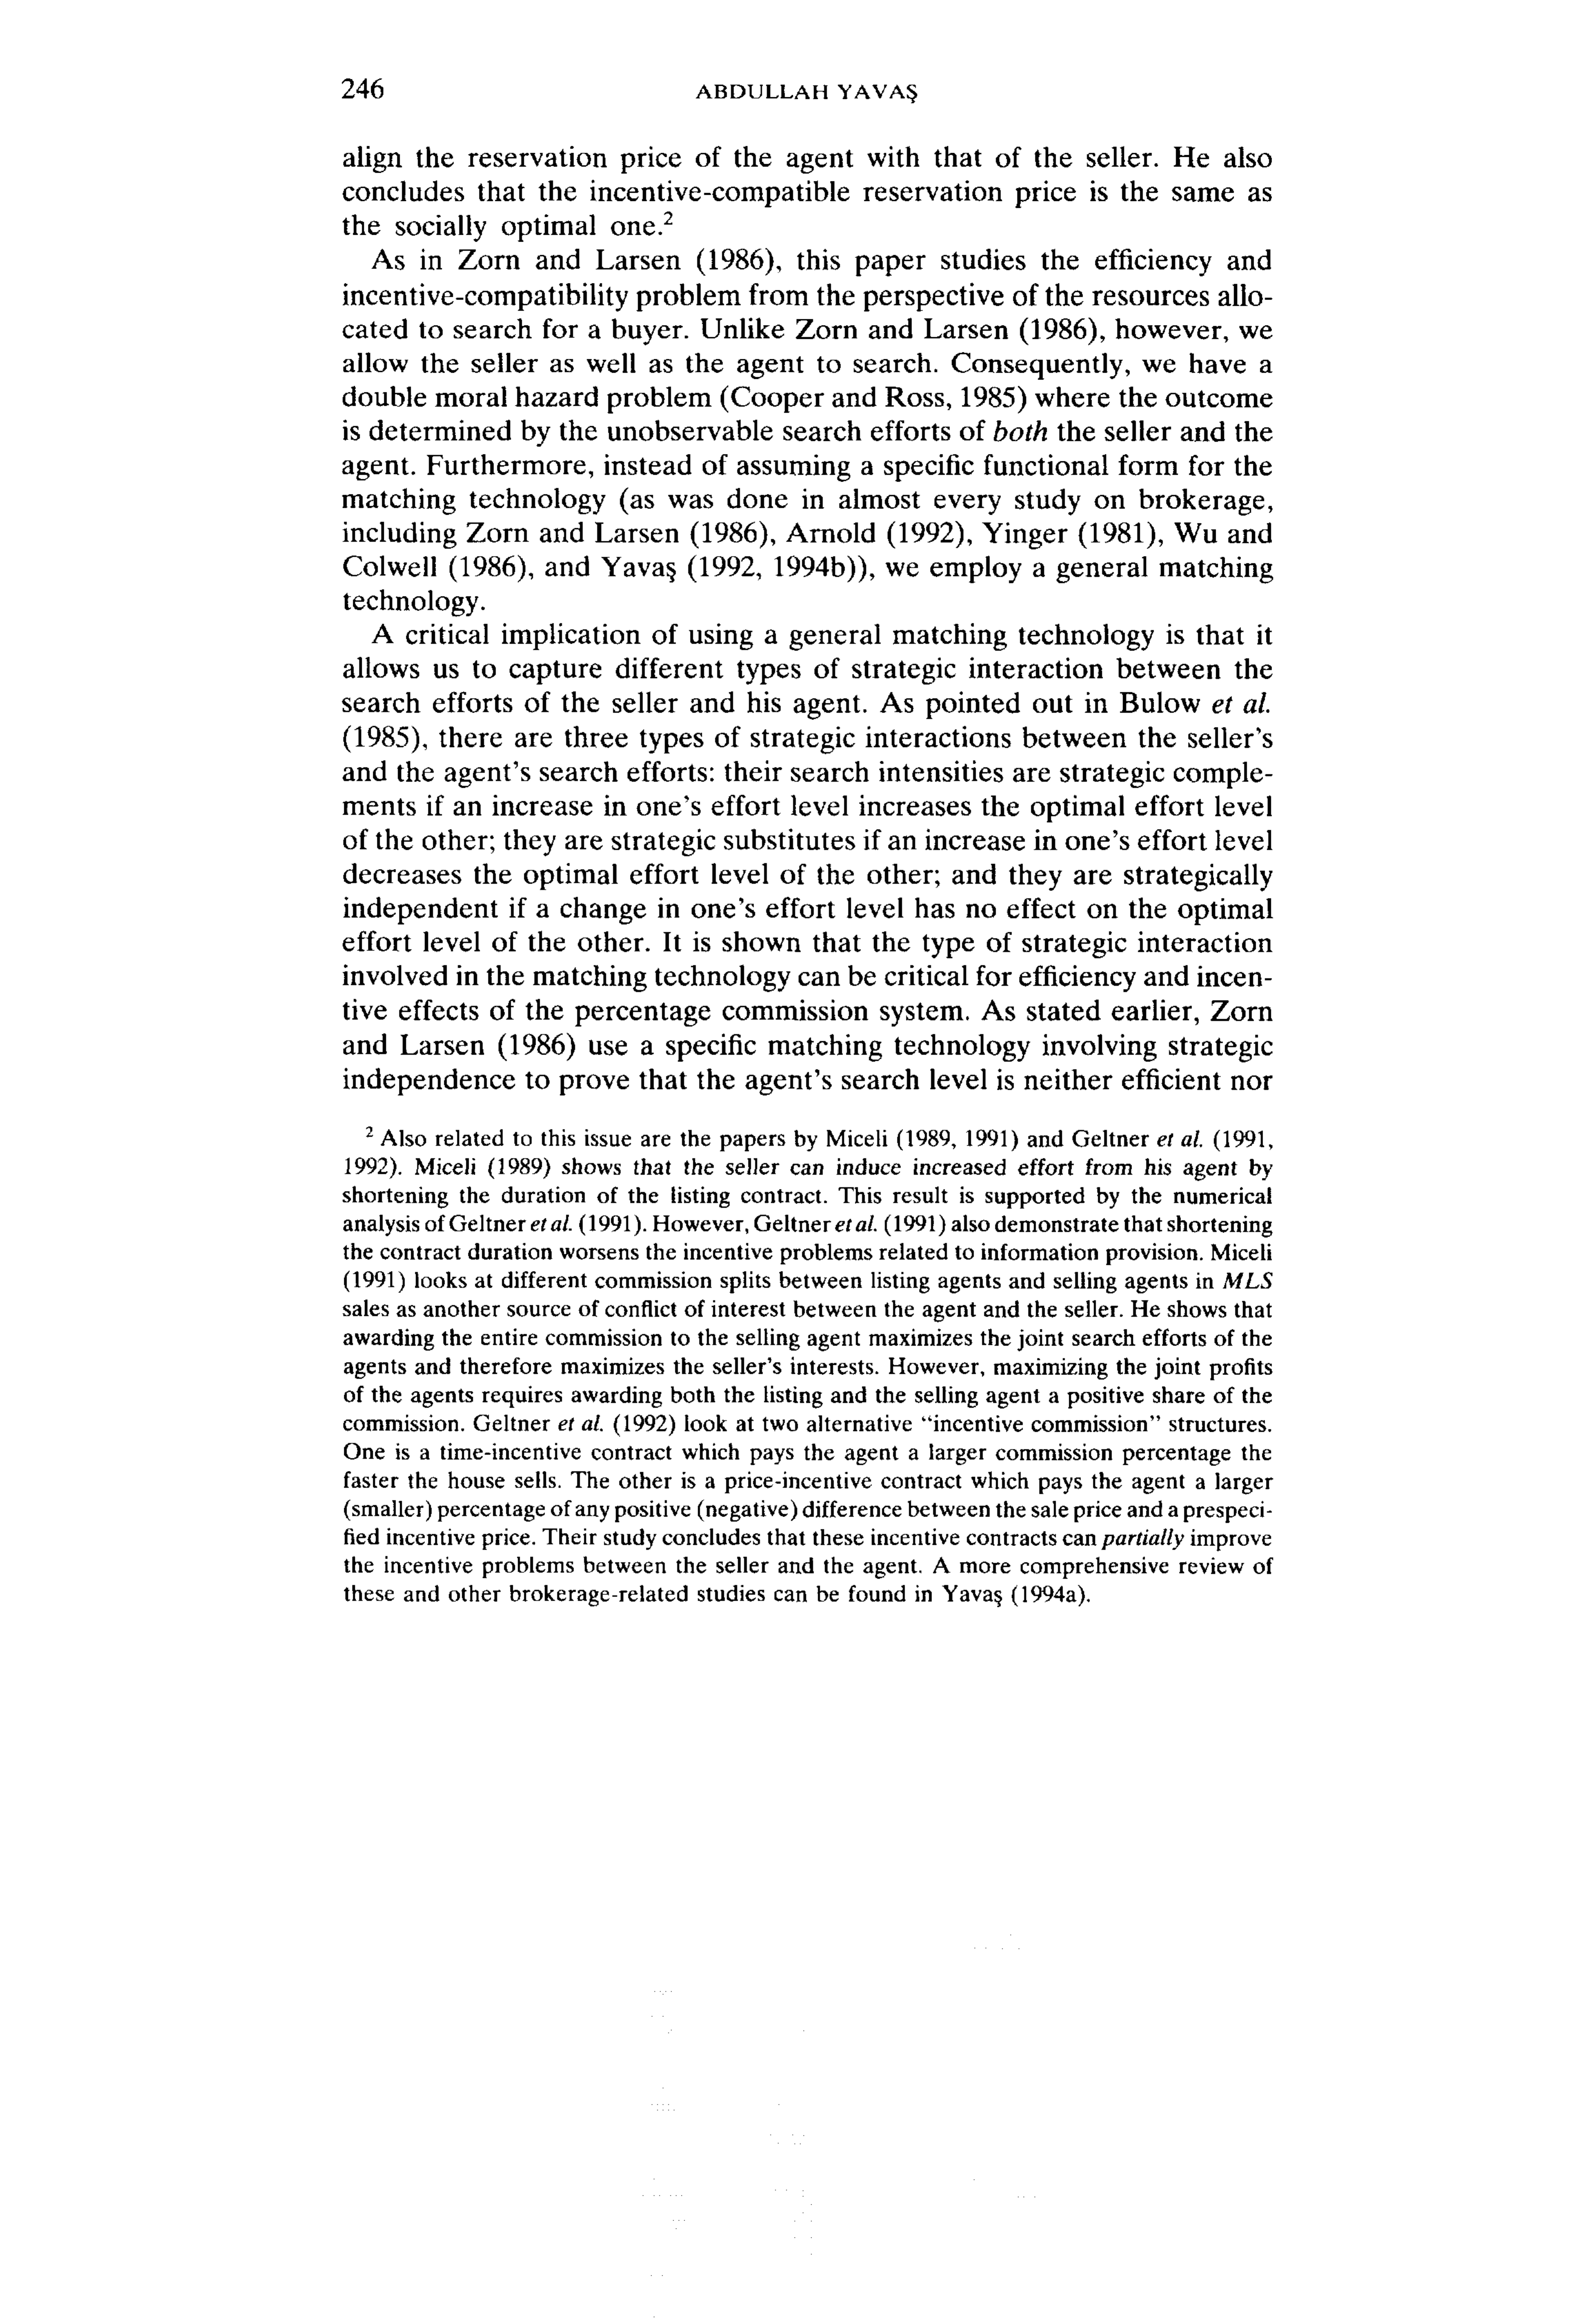 246
ABDULLAH YAVAŞ
align the reservation price of the agent with that of the seller. He also
concludes that the incentive-compatible reservation price is the same as
the socially optimal one.²
As in Zorn and Larsen (1986), this paper studies the efficiency and
incentive-compatibility problem from the perspective of the resources allo-
cated to search for a buyer. Unlike Zorn and Larsen (1986), however, we
allow the seller as well as the agent to search. Consequently, we have a
double moral hazard problem (Cooper and Ross, 1985) where the outcome
is determined by the unobservable search efforts of both the seller and the
agent. Furthermore, instead of assuming a specific functional form for the
matching technology (as was done in almost every study on brokerage,
including Zorn and Larsen (1986), Arnold (1992), Yinger (1981), Wu and
Colwell (1986), and Yavaş (1992, 1994b)), we employ a general matching
technology.
A critical implication of using a general matching technology is that it
allows us to capture different types of strategic interaction between the
search efforts of the seller and his agent. As pointed out in Bulow et al.
(1985), there are three types of strategic interactions between the seller's
and the agent's search efforts: their search intensities are strategic comple-
ments if an increase in one's effort level increases the optimal effort level
of the other; they are strategic substitutes if an increase in one's effort level
decreases the optimal effort level of the other; and they are strategically
independent if a change in one's effort level has no effect on the optimal
effort level of the other. It is shown that the type of strategic interaction
involved in the matching technology can be critical for efficiency and incen-
tive effects of the percentage commission system. As stated earlier, Zorn
and Larsen (1986) use a specific matching technology involving strategic
independence to prove that the agent's search level is neither efficient nor
² Also related to this issue are the papers by Miceli (1989, 1991) and Geltner et al. (1991,
1992). Miceli (1989) shows that the seller can induce increased effort from his agent by
shortening the duration of the listing contract. This result is supported by the numerical
analysis of Geltner et al. (1991). However, Geltner et al. (1991) also demonstrate that shortening
the contract duration worsens the incentive problems related to information provision. Miceli
(1991) looks at different commission splits between listing agents and selling agents in MLS
sales as another source of conflict of interest between the agent and the seller. He shows that
awarding the entire commission to the selling agent maximizes the joint search efforts of the
agents and therefore maximizes the seller's interests. However, maximizing the joint profits
of the agents requires awarding both the listing and the selling agent a positive share of the
commission. Geltner et al. (1992) look at two alternative "incentive commission" structures.
One is a time-incentive contract which pays the agent a larger commission percentage the
faster the house sells. The other is a price-incentive contract which pays the agent a larger
(smaller) percentage of any positive (negative) difference between the sale price and a prespeci-
fied incentive price. Their study concludes that these incentive contracts can partially improve
the incentive problems between the seller and the agent. A more comprehensive review of
these and other brokerage-related studies can be found in Yavaş (1994a).